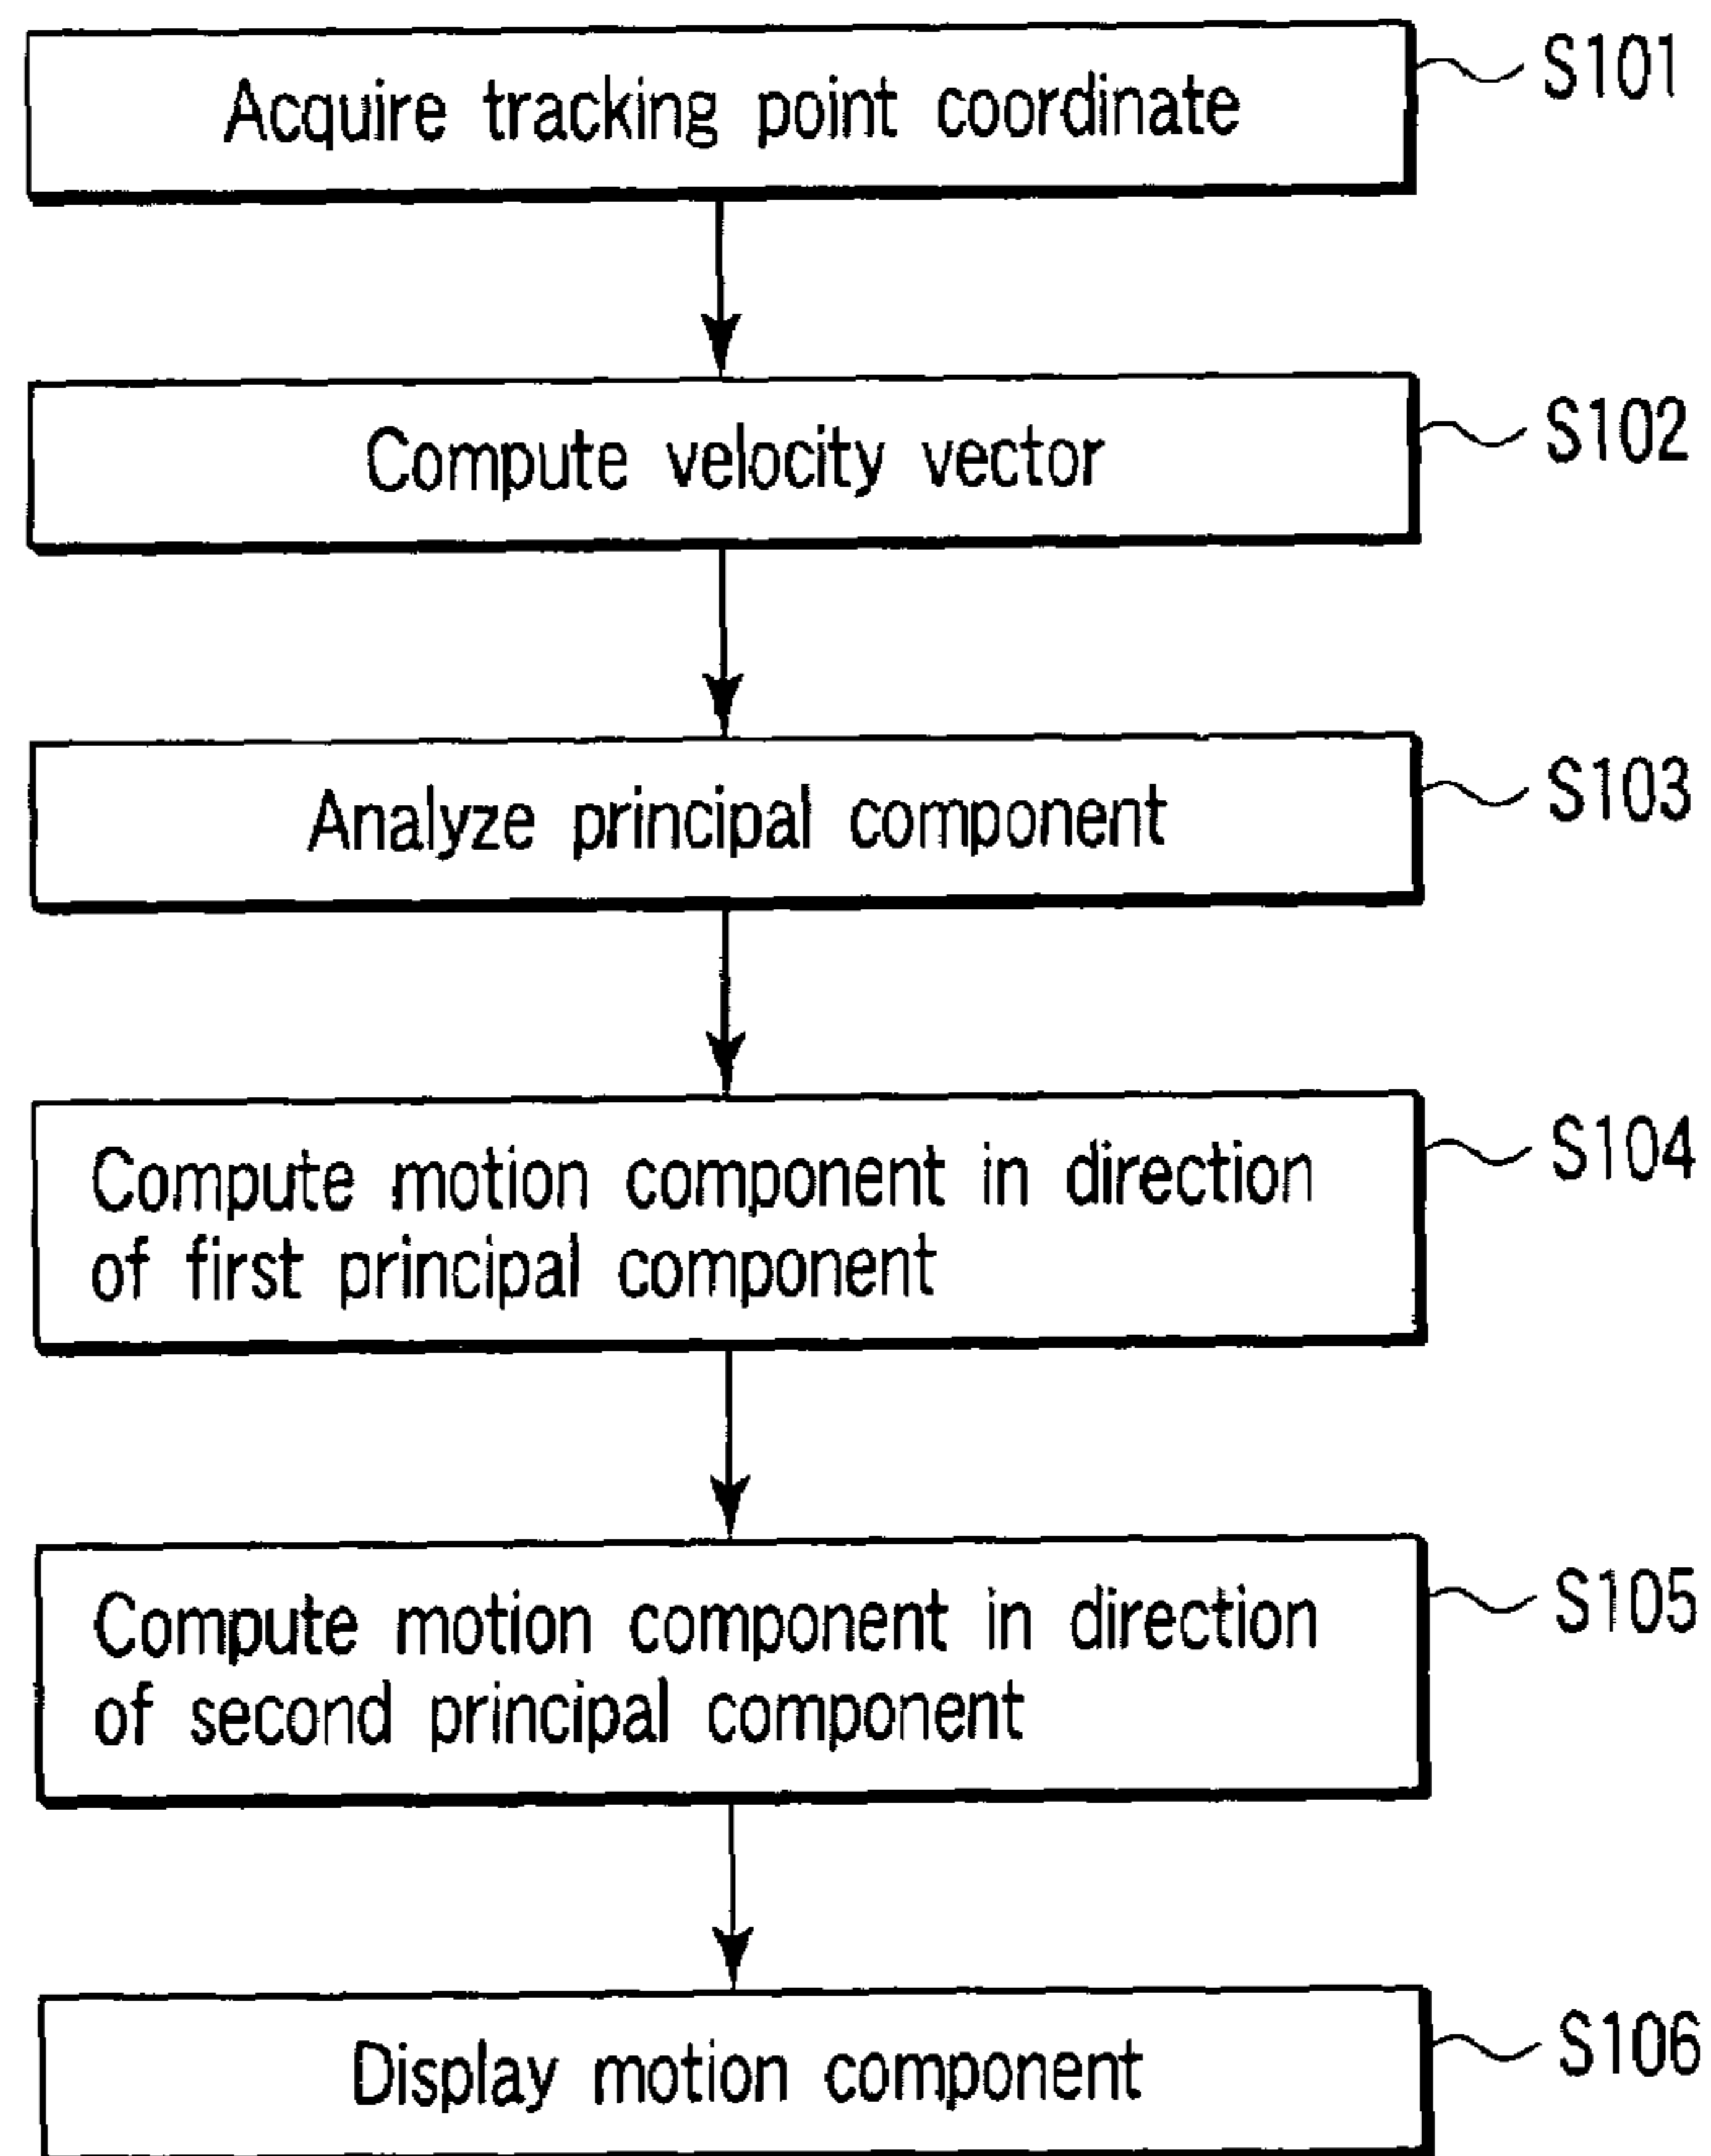 Acquire tracking point coordinate
S101
Compute velocity vector
S102
Analyze principal component
S103
Compute motion component in direction
of first principal component
S104
Compute motion component in direction
of second principal component
S105
Display motion component
S106